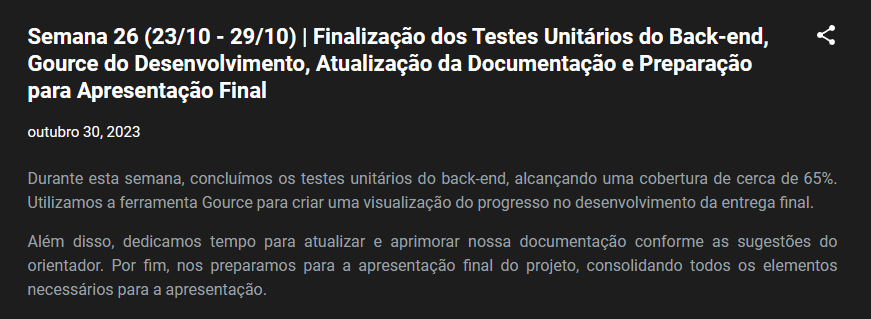 Semana 26 (23/10 - 29/10) | Finalização dos Testes Unitários do Back-end,
Gource do Desenvolvimento, Atualização da Documentação e Preparação
para Apresentação Final
outubro 30, 2023
Durante esta semana, concluímos os testes unitários do back-end, alcançando uma cobertura de cerca de 65%.
Utilizamos a ferramenta Gource para criar uma visualização do progresso no desenvolvimento da entrega final.
Além disso, dedicamos tempo para atualizar e aprimorar nossa documentação conforme as sugestões do
orientador. Por fim, nos preparamos para a apresentação final do projeto, consolidando todos os elementos
necessários para a apresentação.